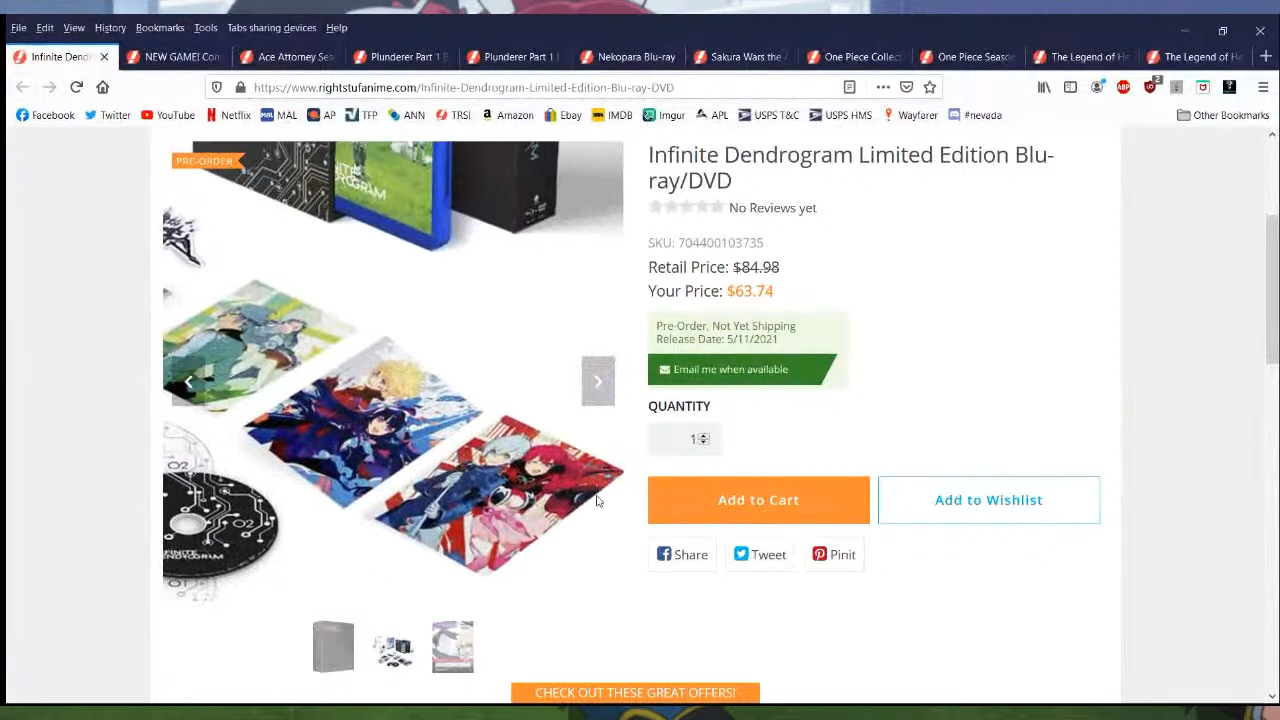 File Edit View History Bookmarks Tools Tabs sharing devices Help
Infinite Dendr NEW GAME! Con Ace Attorney Sea Plunderer Part 1 B Plunderer Part 1 Nekopara Blu-ray Sakura Wars the One Piece Collect One Piece Season The Legend of He The Legend of He
https://www.rightstufanime.com/Infinite-Dendrogram-Limited-Edition-Blu-ray-DVD
Facebook Twitter YouTube Netflix MAL AP TFP ANN TRSI Amazon Ebay IMDB Imgur APL USPS T&C USPS HMS Wayfarer #nevada Other Bookmarks
PRE-ORDER
Infinite Dendrogram Limited Edition Blu-
ray/DVD
No Reviews yet
SKU: 704400103735
Retail Price: $84.98
Your Price: $63.74
Pre-Order, Not Yet Shipping
Release Date: 5/11/2021
Email me when available
QUANTITY
1
Add to Cart Add to Wishlist
Share Tweet Pinit
CHECK OUT THESE GREAT OFFERS!